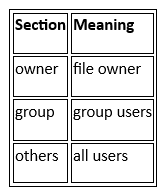 Section Meaning
owner file owner
group group users
others all users